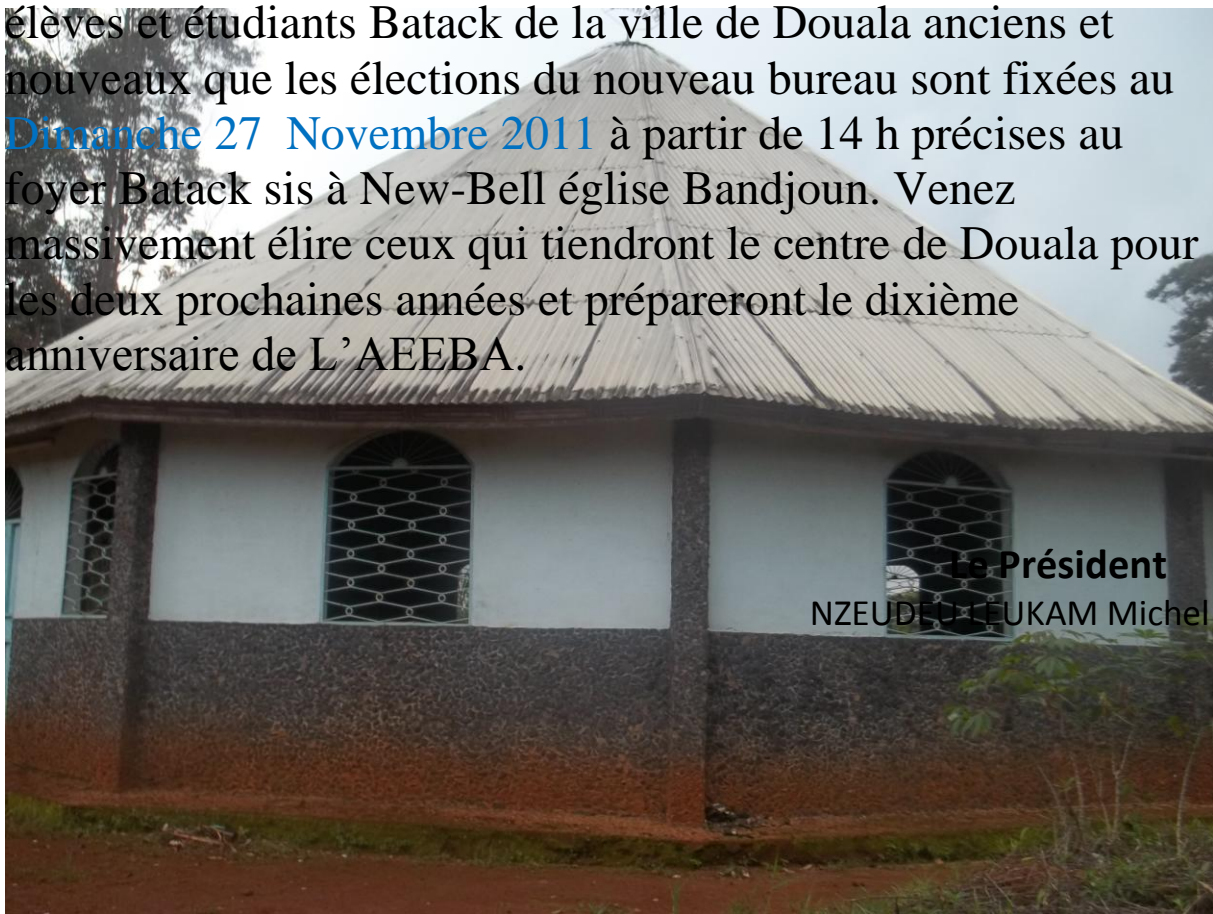 élèves et étudiants Batack de la ville de Douala anciens et
nouveaux que les élections du nouveau bureau sont fixées au
Dimanche 27 Novembre 2011 à partir de 14 h précises au
foyer Batack sis à New-Bell église Bandjoun. Venez
massivement élire ceux qui tiendront le centre de Douala pour
les deux prochaines années et prépareront le dixième
anniversaire de L’AEEBA.
Le Président
NZEUDEU LEUKAM Michel